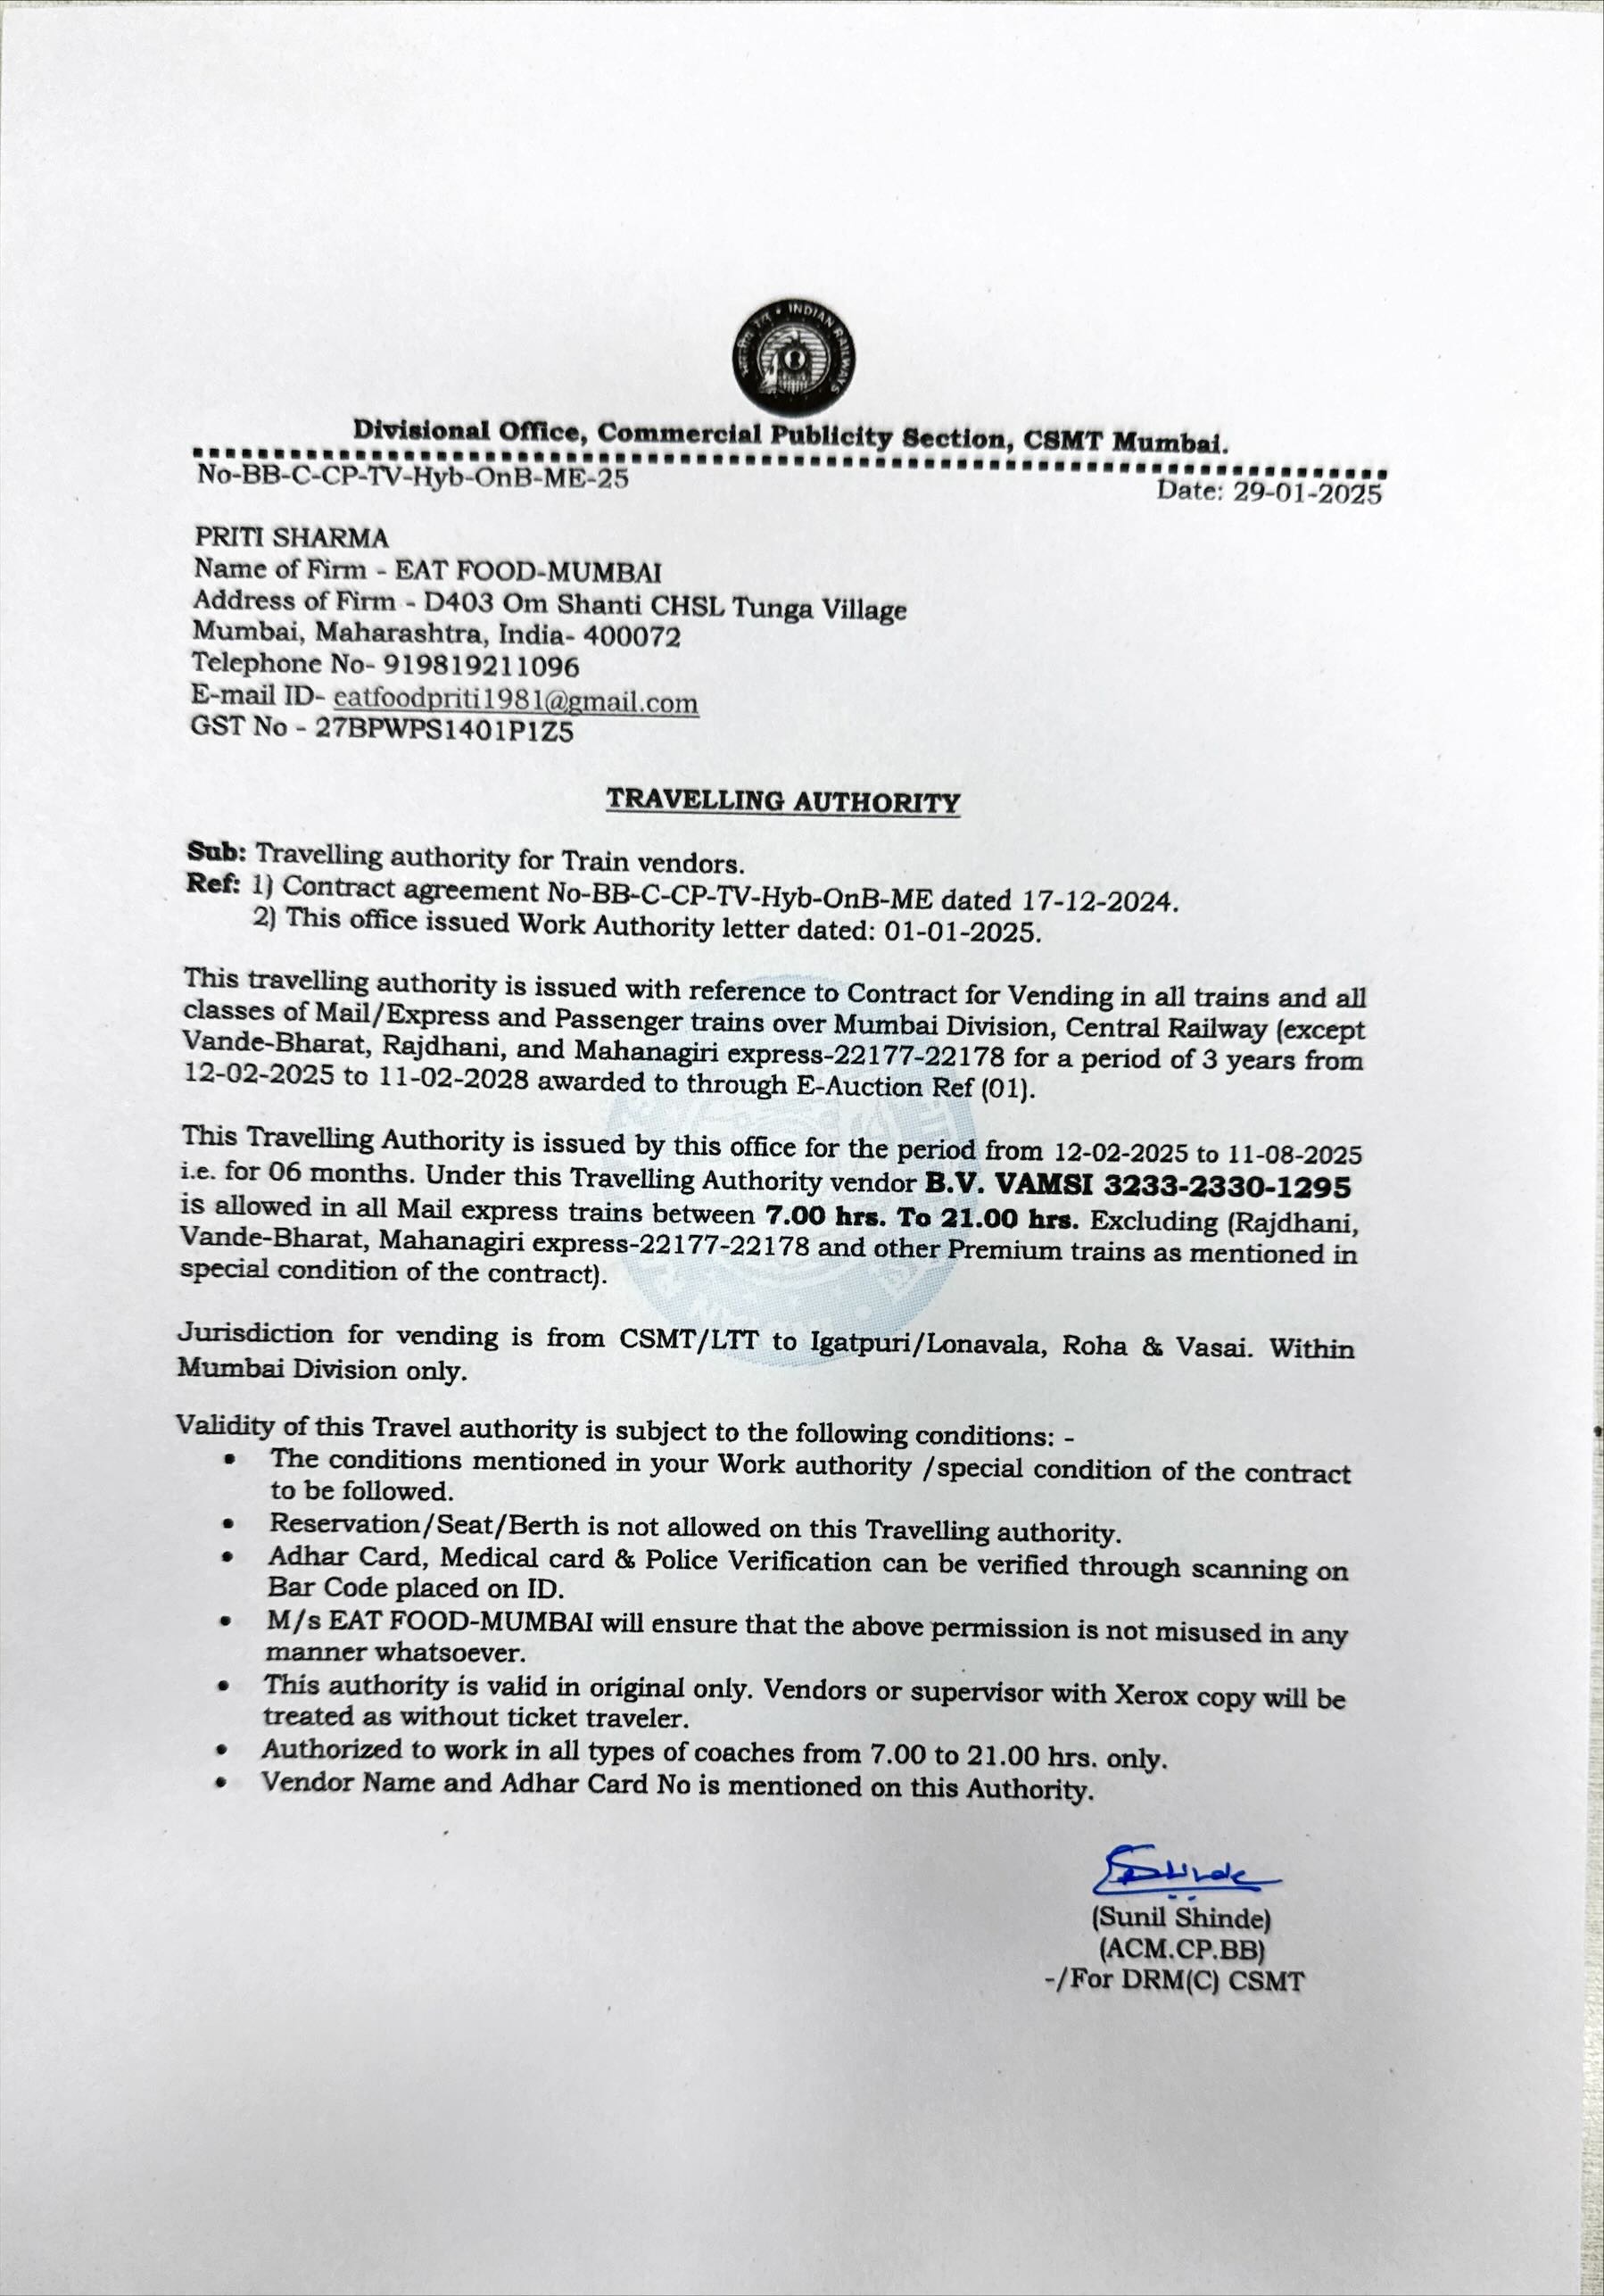 INDIAN RAILWAYS
Divisional Office, Commercial Publicity Section, CSMT Mumbai.
No-BB-C-CP-TV-Hyb-OnB-ME-25
Date: 29-01-2025
PRITI SHARMA
Name of Firm - EAT FOOD-MUMBAI
Address of Firm - D403 Om Shanti CHSL Tunga Village
Mumbai, Maharashtra, India- 400072
Telephone No- 919819211096
E-mail ID- eatfoodpriti1981@gmail.com
GST No - 27BPWPS1401P1Z5
TRAVELLING AUTHORITY
Sub: Travelling authority for Train vendors.
Ref: 1) Contract agreement No-BB-C-CP-TV-Hyb-OnB-ME dated 17-12-2024.
2) This office issued Work Authority letter dated: 01-01-2025.
This travelling authority is issued with reference to Contract for Vending in all trains and all
classes of Mail/Express and Passenger trains over Mumbai Division, Central Railway (except
Vande-Bharat, Rajdhani, and Mahanagiri express-22177-22178 for a period of 3 years from
12-02-2025 to 11-02-2028 awarded to through E-Auction Ref (01).
This Travelling Authority is issued by this office for the period from 12-02-2025 to 11-08-2025
i.e. for 06 months. Under this Travelling Authority vendor B.V. VAMSI 3233-2330-1295
is allowed in all Mail express trains between 7.00 hrs. To 21.00 hrs. Excluding (Rajdhani,
Vande-Bharat, Mahanagiri express-22177-22178 and other Premium trains as mentioned in
special condition of the contract).
Jurisdiction for vending is from CSMT/LTT to Igatpuri/Lonavala, Roha & Vasai. Within
Mumbai Division only.
Validity of this Travel authority is subject to the following conditions: -
• The conditions mentioned in your Work authority /special condition of the contract
to be followed.
• Reservation/Seat/Berth is not allowed on this Travelling authority.
• Adhar Card, Medical card & Police Verification can be verified through scanning on
Bar Code placed on ID.
• M/s EAT FOOD-MUMBAI will ensure that the above permission is not misused in any
manner whatsoever.
• This authority is valid in original only. Vendors or supervisor with Xerox copy will be
treated as without ticket traveler.
• Authorized to work in all types of coaches from 7.00 to 21.00 hrs. only.
• Vendor Name and Adhar Card No is mentioned on this Authority.
SShinde
(Sunil Shinde)
(ACM.CP.BB)
-/For DRM(C) CSMT